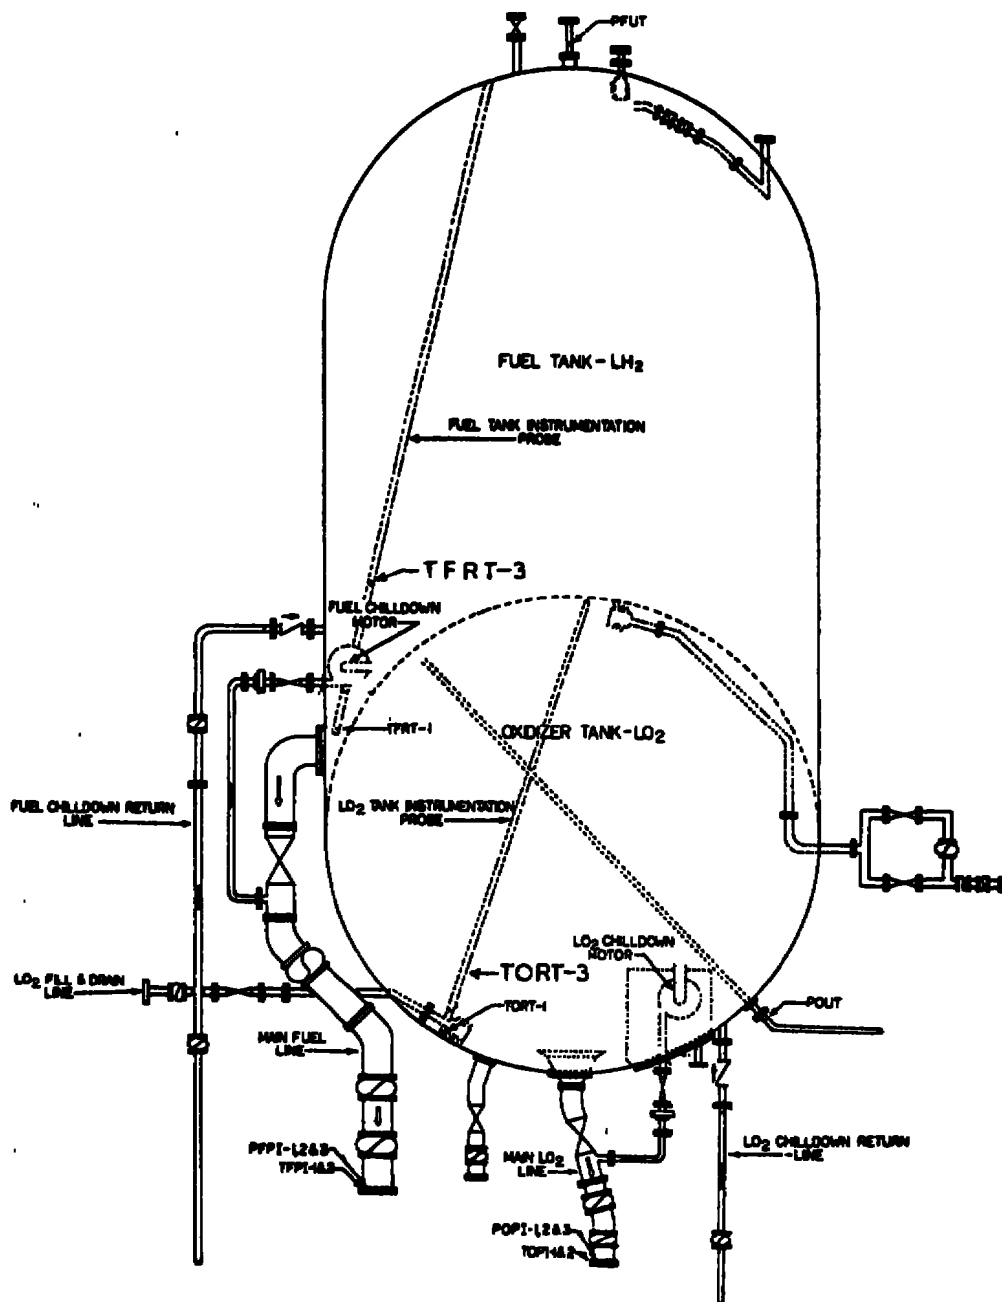 PFUT
FUEL TANK-LH2
FUEL TANK INSTRUMENTATION
PROBE
TFRT-3
FUEL CHILLDOWN
MOTOR
TFRT-1
OXIDIZER TANK-LO2
FUEL CHILLDOWN RETURN
LINE
LO2 TANK INSTRUMENTATION
PROBE
LO2 CHILLDOWN
MOTOR
LO2 FILL & DRAIN
LINE
TORT-3
TORT-1
POUT
MAIN FUEL
LINE
PFPI-1,2&3
TFPI-1&2
MAIN LO2
LINE
LO2 CHILLDOWN RETURN
LINE
POPI-1,2&3
TOPI-1&2